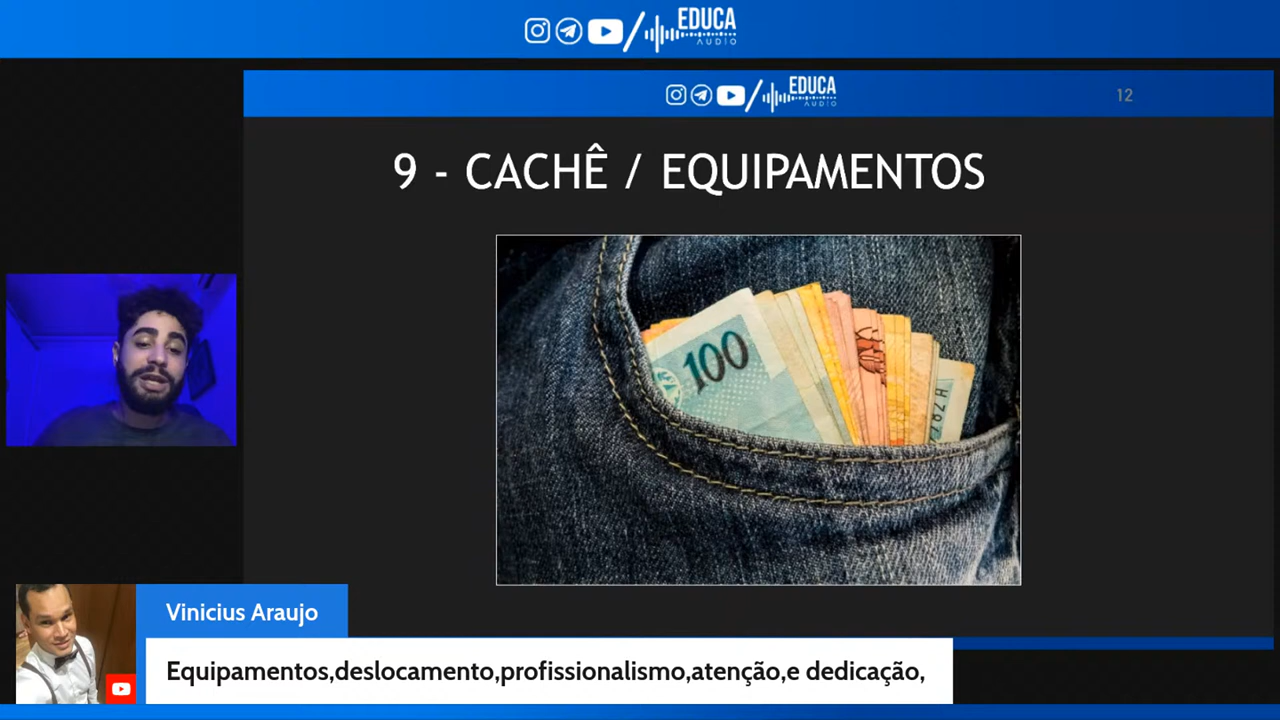 EDUCA
AUDIO
EDUCA
AUDIO
12
9 - CACHÊ / EQUIPAMENTOS
100
Vinicius Araujo
Equipamentos,deslocamento,profissionalismo,atenção,e dedicação,